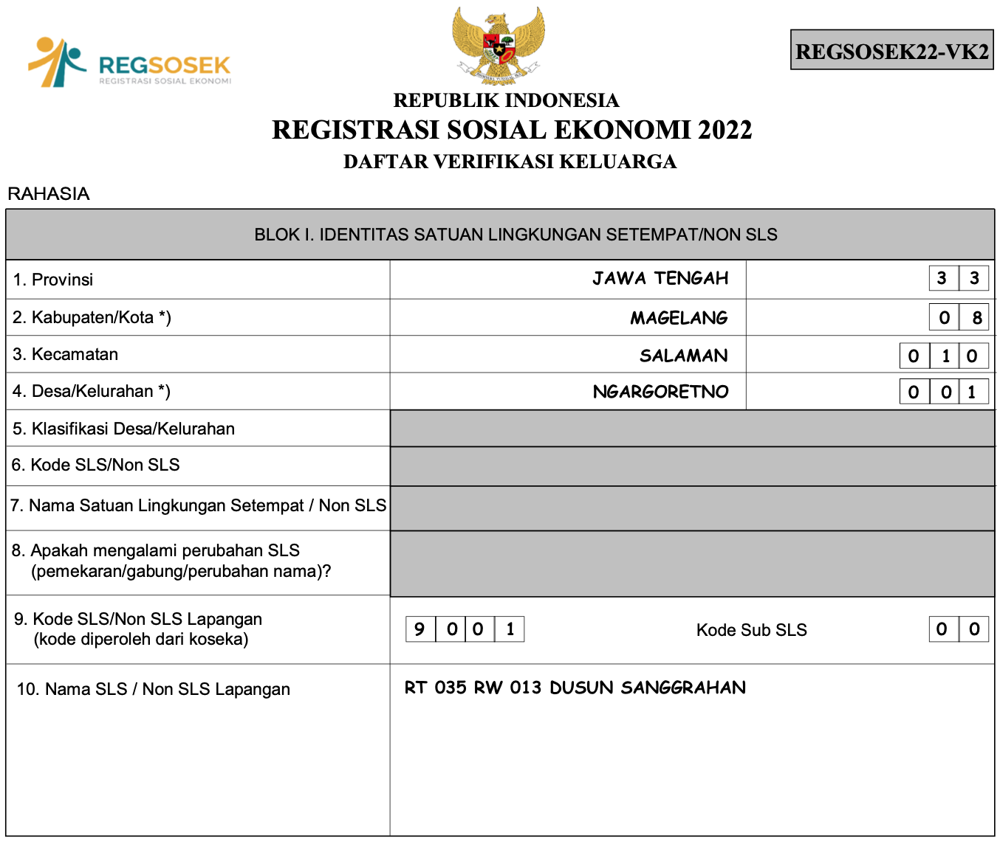 REGSOSEK
REGISTRASI SOSIAL EKONOMI
REGSOSEK22-VK2
REPUBLIK INDONESIA
REGISTRASI SOSIAL EKONOMI 2022
DAFTAR VERIFIKASI KELUARGA
RAHASIA
BLOK I. IDENTITAS SATUAN LINGKUNGAN SETEMPAT/NON SLS
1. Provinsi JAWA TENGAH 3 3
2. Kabupaten/Kota *) MAGELANG 0 8
3. Kecamatan SALAMAN 0 1 0
4. Desa/Kelurahan *) NGARGORETNO 0 0 1
5. Klasifikasi Desa/Kelurahan
6. Kode SLS/Non SLS
7. Nama Satuan Lingkungan Setempat / Non SLS
8. Apakah mengalami perubahan SLS
(pemekaran/gabung/perubahan nama)?
9. Kode SLS/Non SLS Lapangan
(kode diperoleh dari koseka)
9 0 0 1 Kode Sub SLS 0 0
10. Nama SLS / Non SLS Lapangan RT 035 RW 013 DUSUN SANGGRAHAN